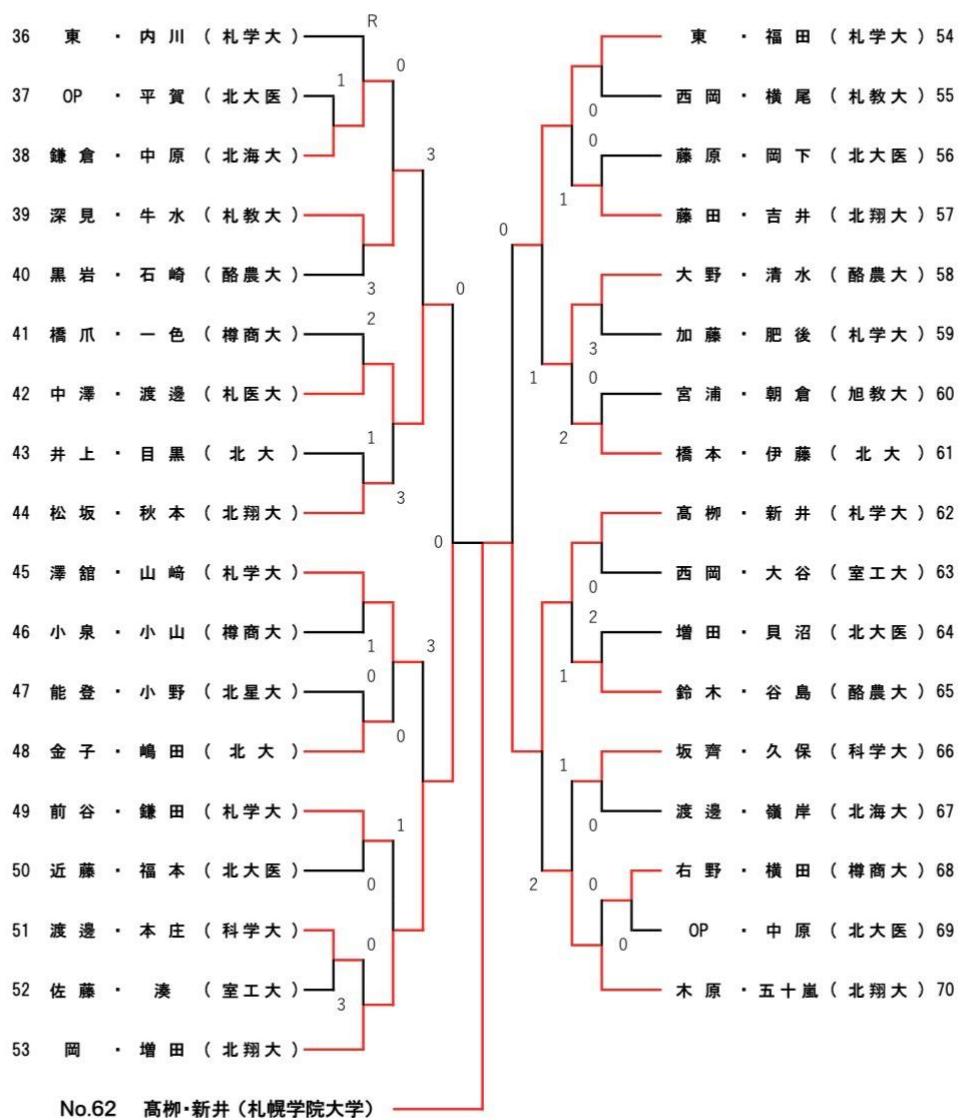 36 東・内川（札学大）
37 OP・平賀（北大医）
38 鎌倉・中原（北海大）
39 深見・牛水（札教大）
40 黒岩・石崎（酪農大）
41 橋爪・一色（樽商大）
42 中澤・渡邊（札医大）
43 井上・目黒（北大）
44 松坂・秋本（北翔大）
45 澤舘・山﨑（札学大）
46 小泉・小山（樽商大）
47 能登・小野（北星大）
48 金子・嶋田（北大）
49 前谷・鎌田（札学大）
50 近藤・福本（北大医）
51 渡邊・本庄（科学大）
52 佐藤・湊（室工大）
53 岡・増田（北翔大）
R
1
0
3
3
2
1
3
0
0
1
0
3
0
1
0
0
3
東・福田（札学大）54
西岡・横尾（札教大）55
藤原・岡下（北大医）56
藤田・吉井（北翔大）57
大野・清水（酪農大）58
加藤・肥後（札学大）59
宮浦・朝倉（旭教大）60
橋本・伊藤（北大）61
髙栁・新井（札学大）62
西岡・大谷（室工大）63
増田・貝沼（北大医）64
鈴木・谷島（酪農大）65
坂齊・久保（科学大）66
渡邊・嶺岸（北海大）67
右野・横田（樽商大）68
OP・中原（北大医）69
木原・五十嵐（北翔大）70
0
0
1
0
3
1
0
2
0
2
1
1
0
2
0
0
No.62 髙栁・新井（札幌学院大学）